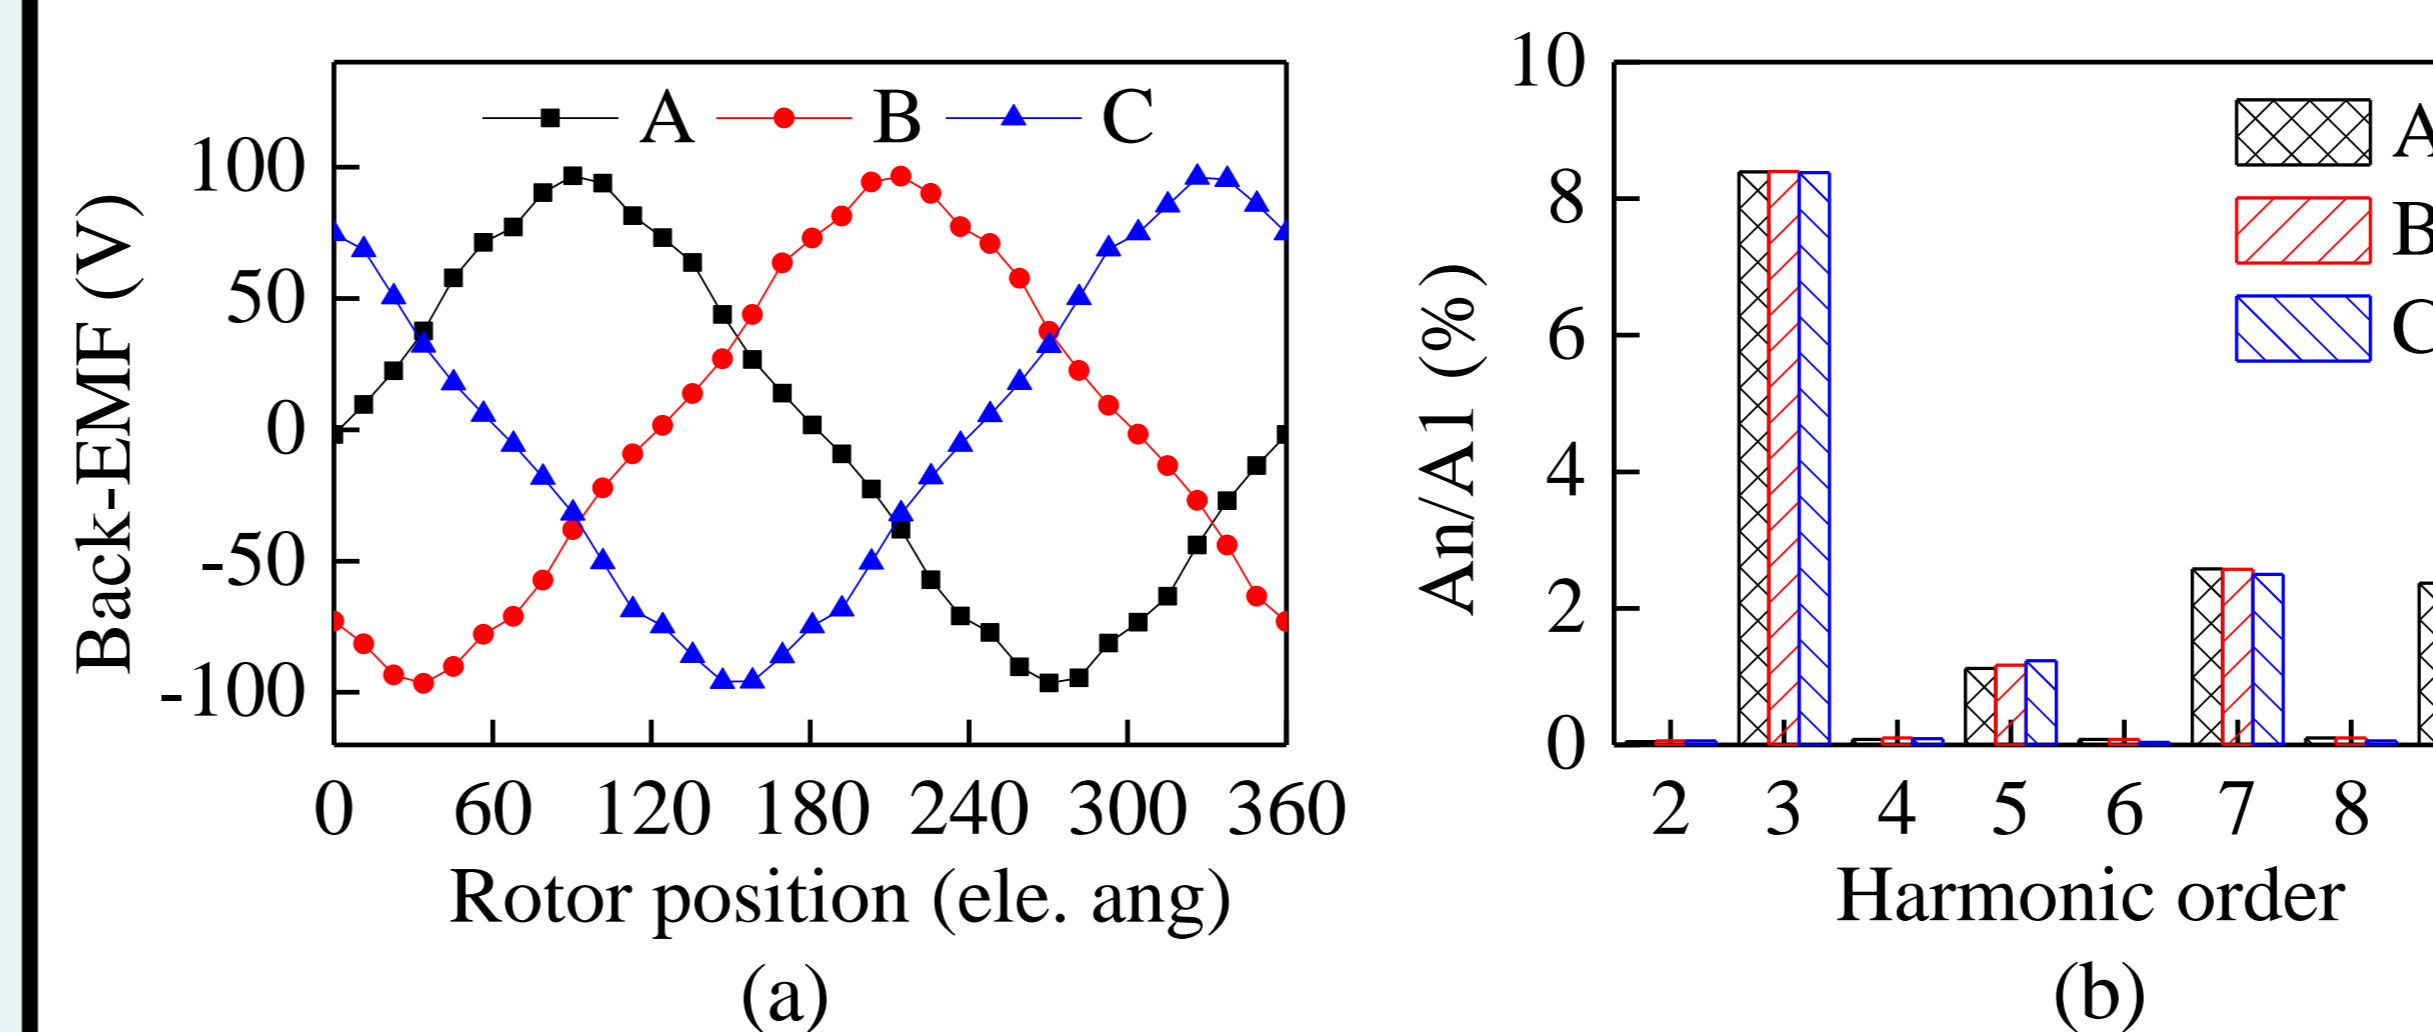 A B C
100
50
0
-50
-100
Back-EMF (V)
0 60 120 180 240 300 360
Rotor position (ele. ang)
(a)
10
8
6
4
2
0
An/A1 (%)
A
B
C
2 3 4 5 6 7 8
Harmonic order
(b)